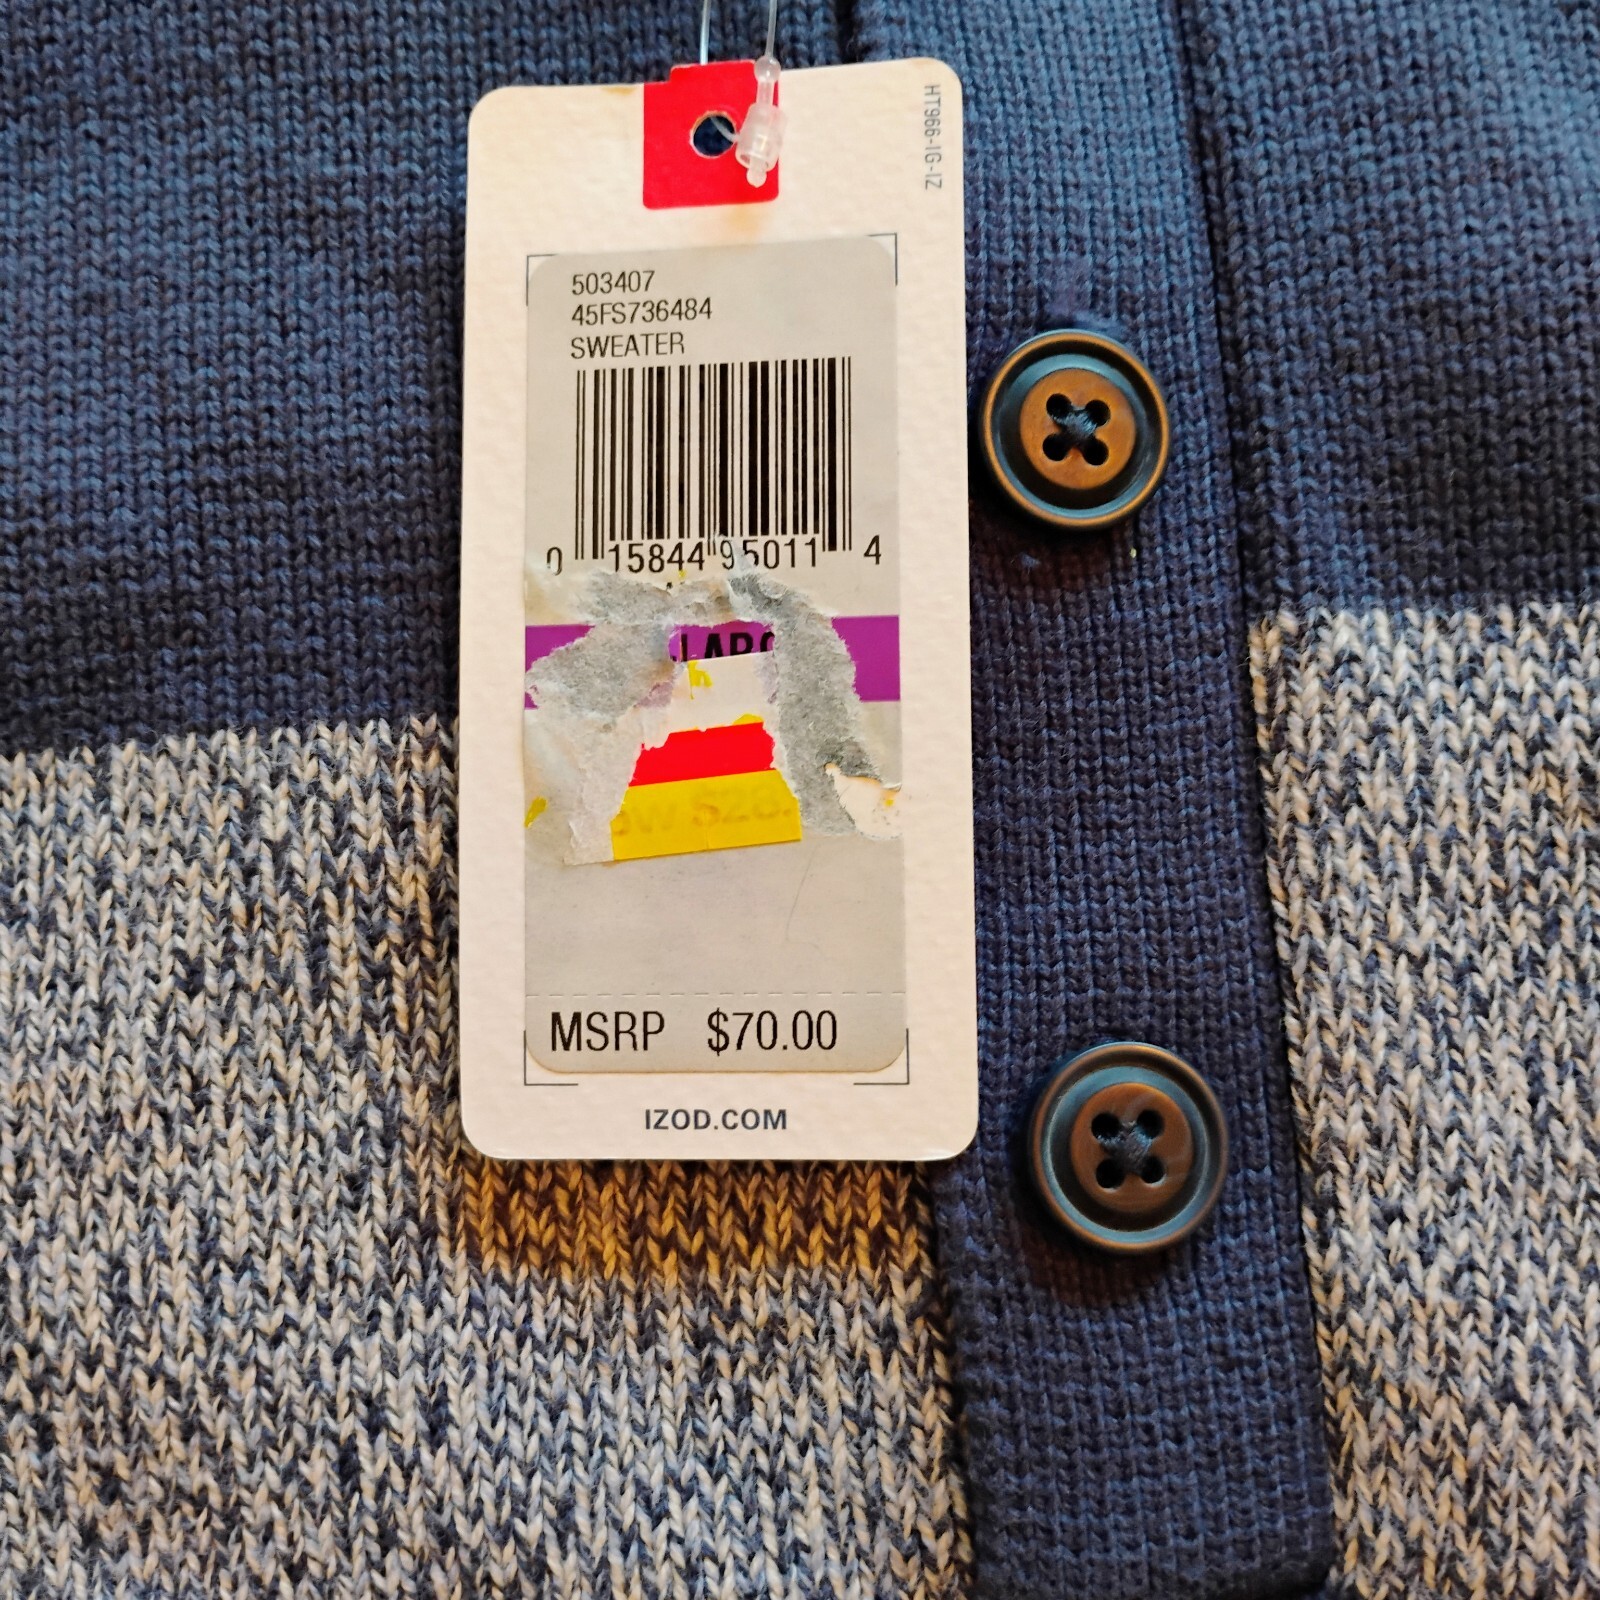 HT966-IG-IZ
503407
45FS736484
SWEATER
0 15844 95011 4
MSRP $70.00
IZOD.COM